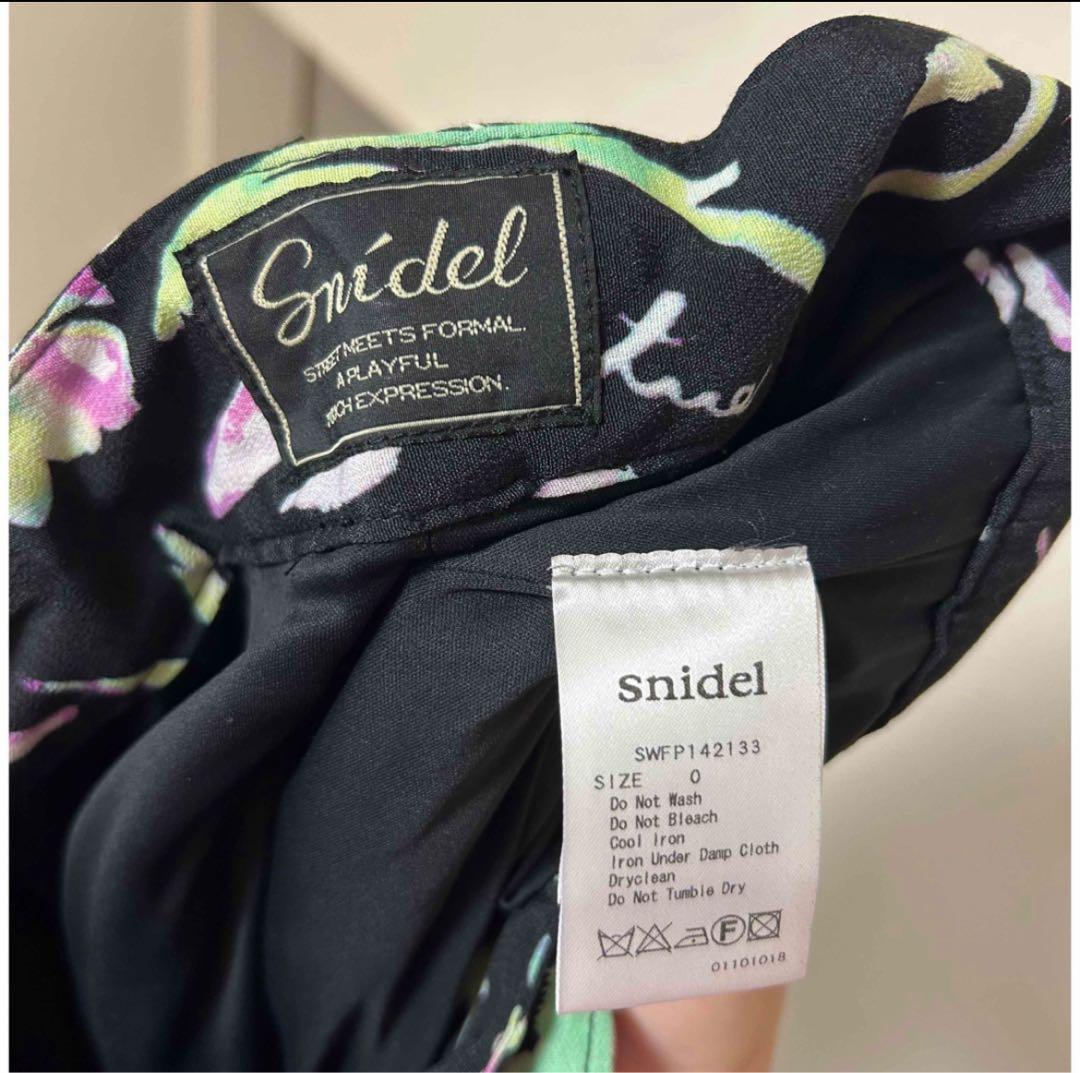 Snidel
STREET MEETS FORMAL.
A PLAYFUL
EXPRESSION.
snidel
SWFP142133
SIZE 0
Do Not Wash
Do Not Bleach
Cool Iron
Iron Under Damp Cloth
Dryclean
Do Not Tumble Dry
F
01101018